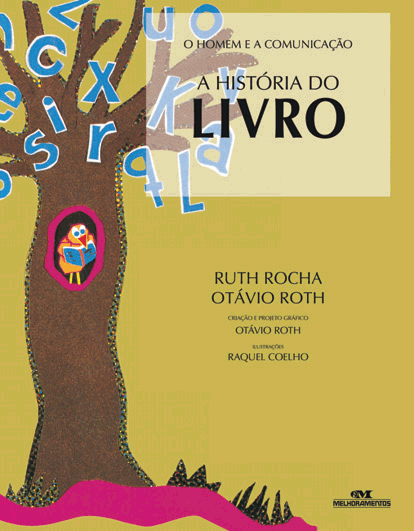 O HOMEM E A COMUNICAÇÃO
A HISTÓRIA DO
LIVRO
RUTH ROCHA
OTÁVIO ROTH
CRIAÇÃO E PROJETO GRÁFICO
OTÁVIO ROTH
ILUSTRAÇÕES
RAQUEL COELHO
MELHORAMENTOS